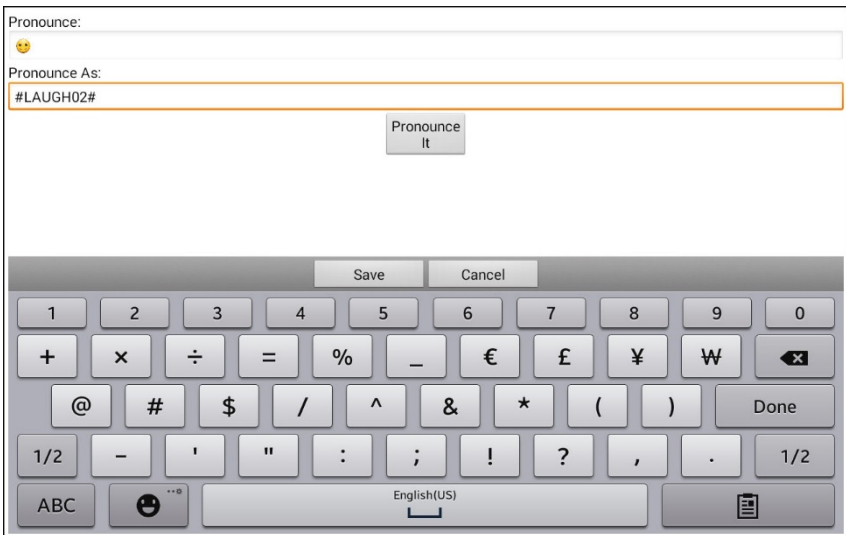 Pronounce:
🙂
Pronounce As:
#LAUGH02#
Pronounce
It
Save Cancel
1 2 3 4 5 6 7 8 9 0
+ × ÷ = % _ € £ ¥ ₩
@ # $ / ^ & * ( ) Done
1/2 - ' " : ; ! ? , . 1/2
ABC English(US)